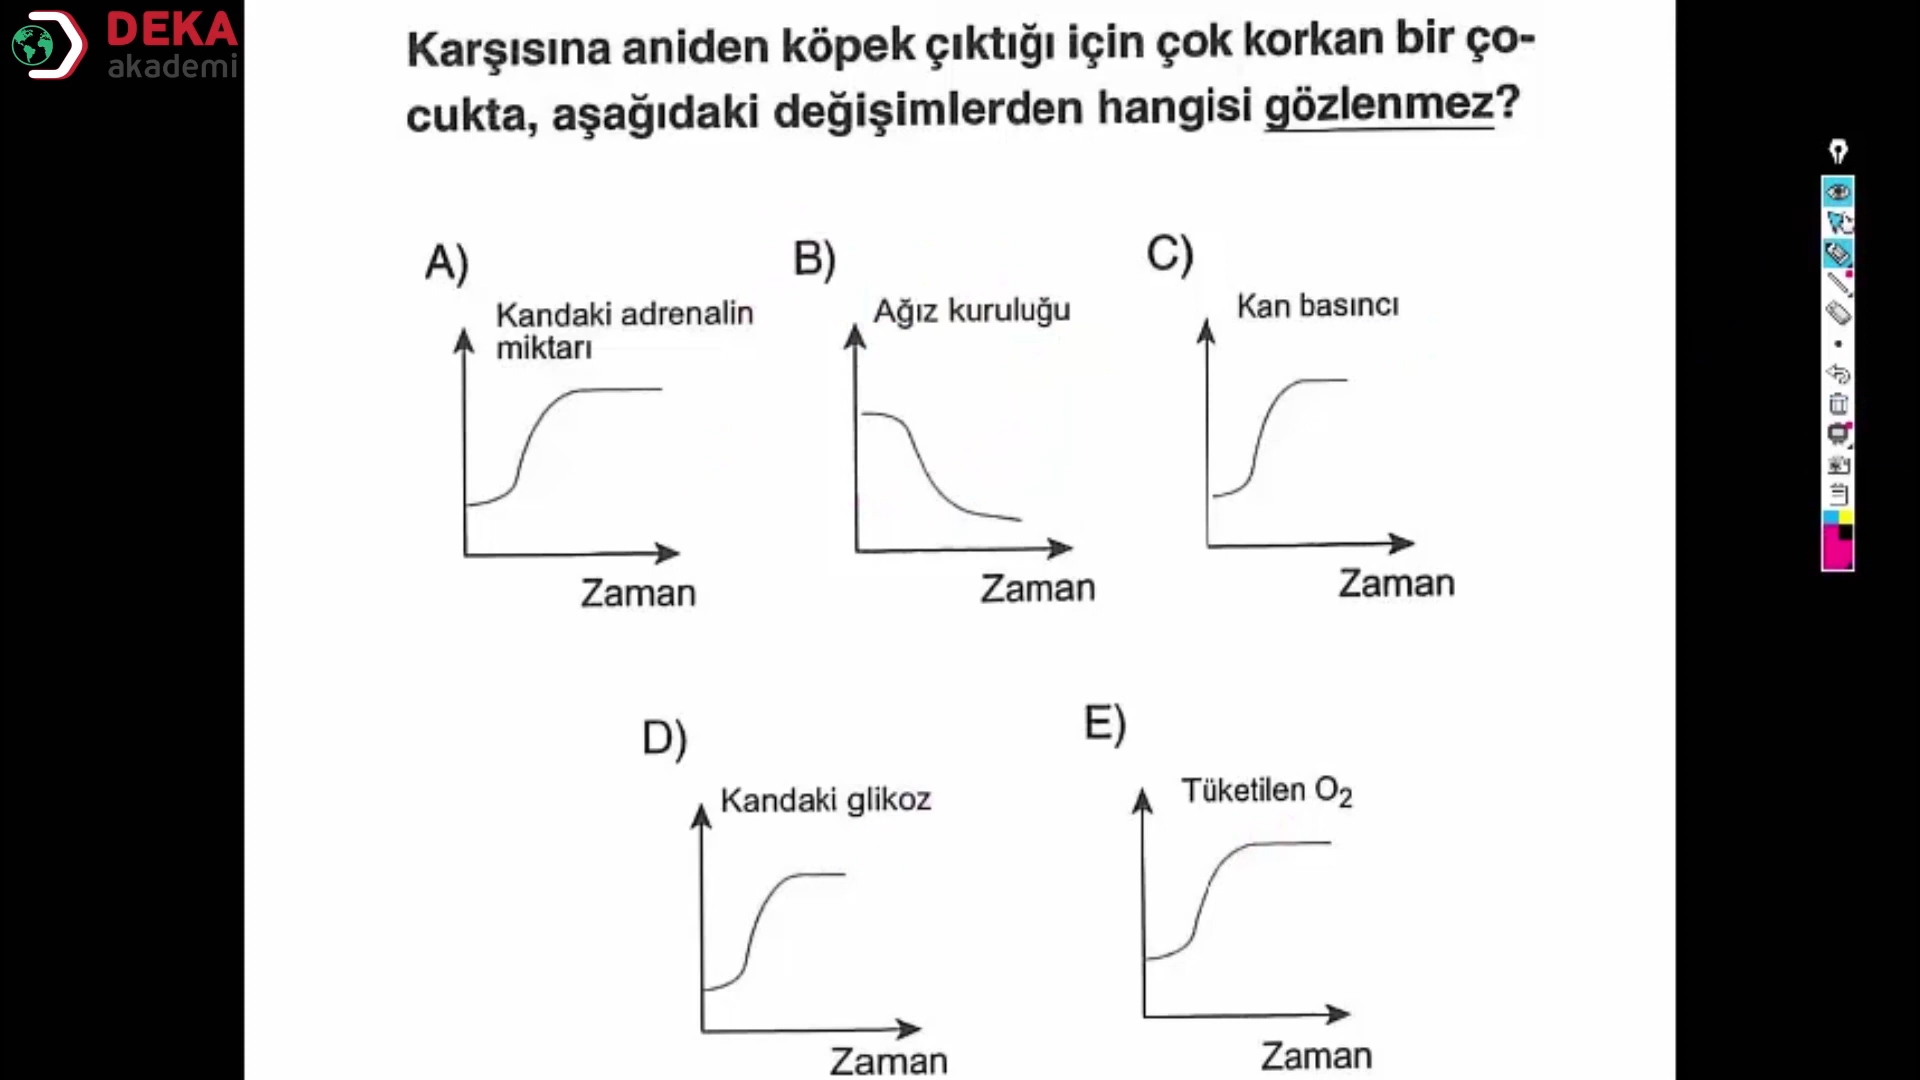 DEKA
akademi
Karşısına aniden köpek çıktığı için çok korkan bir ço-
cukta, aşağıdaki değişimlerden hangisi gözlenmez?
A)
Kandaki adrenalin
miktarı
Zaman
B)
Ağız kuruluğu
Zaman
C)
Kan basıncı
Zaman
D)
Kandaki glikoz
Zaman
E)
Tüketilen O2
Zaman